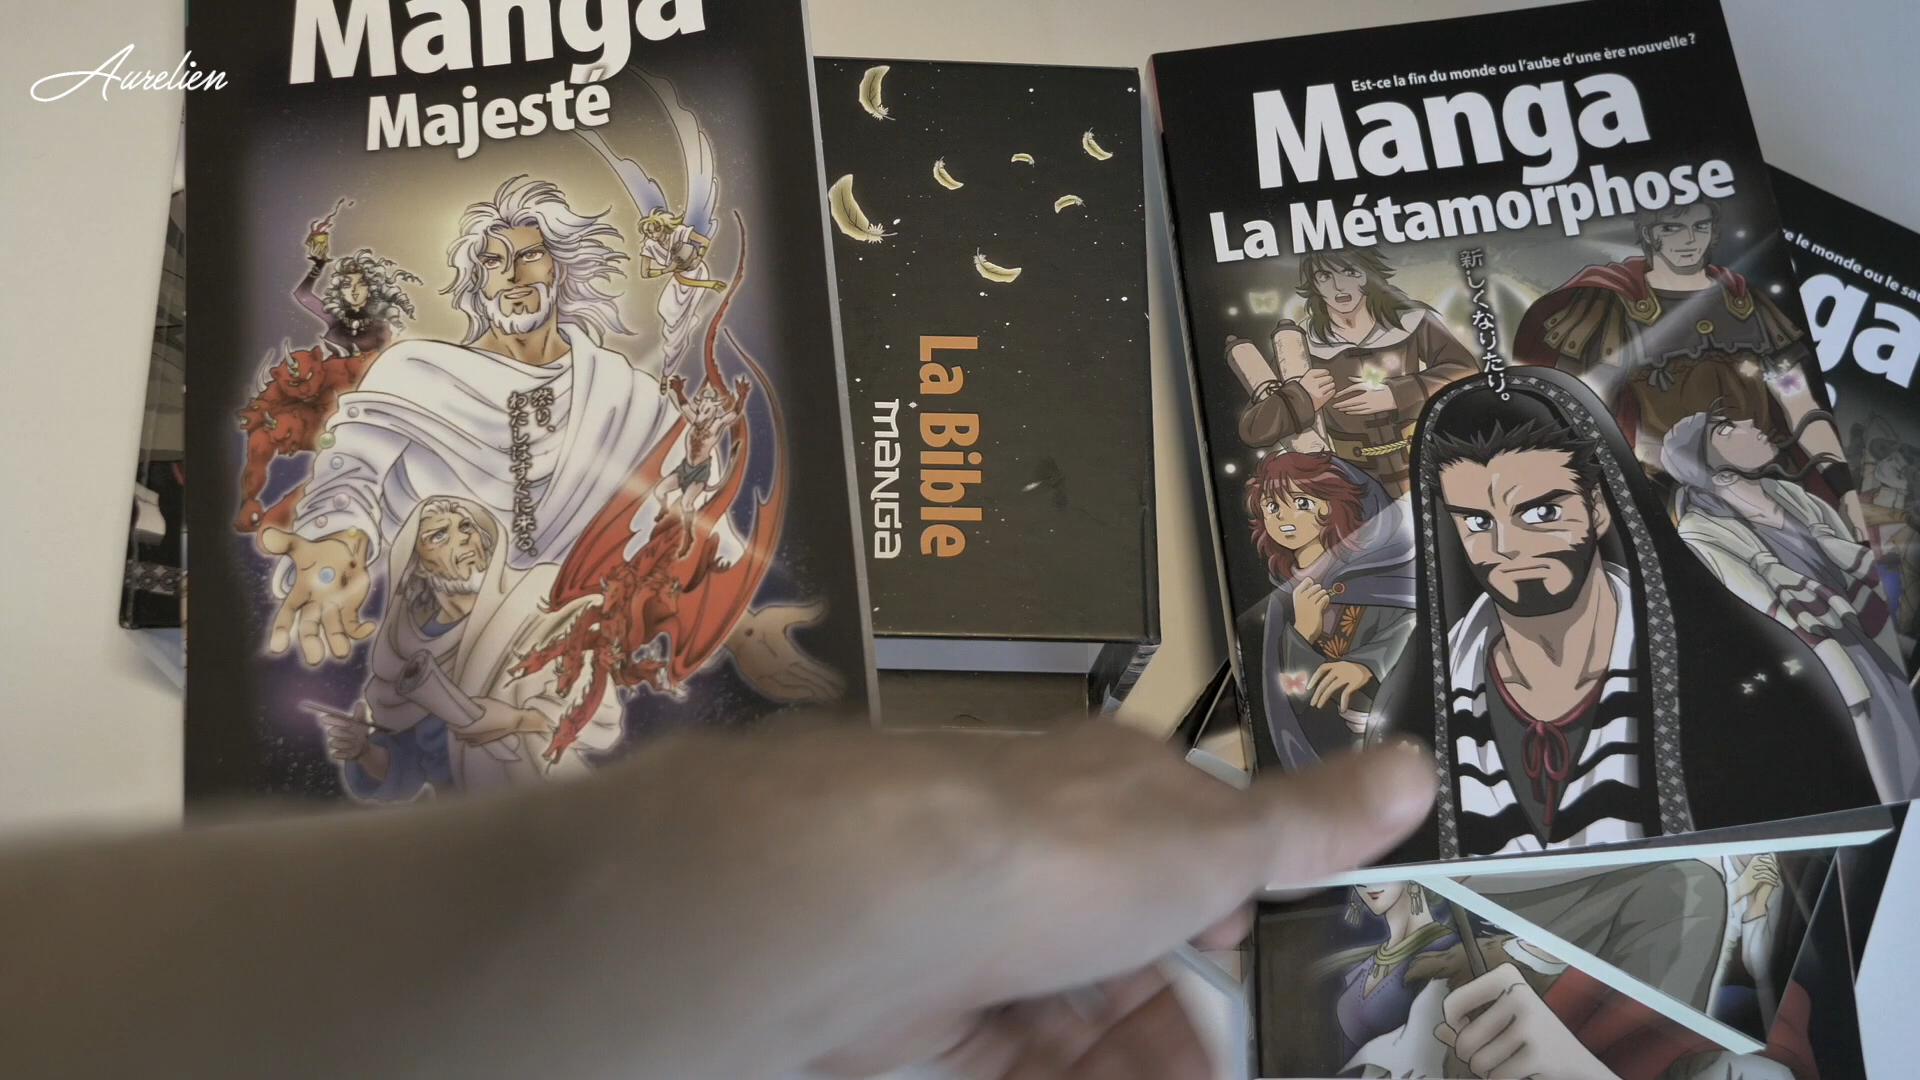 Aurelien
Manga
Majesté
恐り、
わたしはすぐに来る。
La Bible
manga
Est-ce la fin du monde ou l'aube d'une ère nouvelle ?
Manga
La Métamorphose
新しくなりたり。
le monde ou le
ga